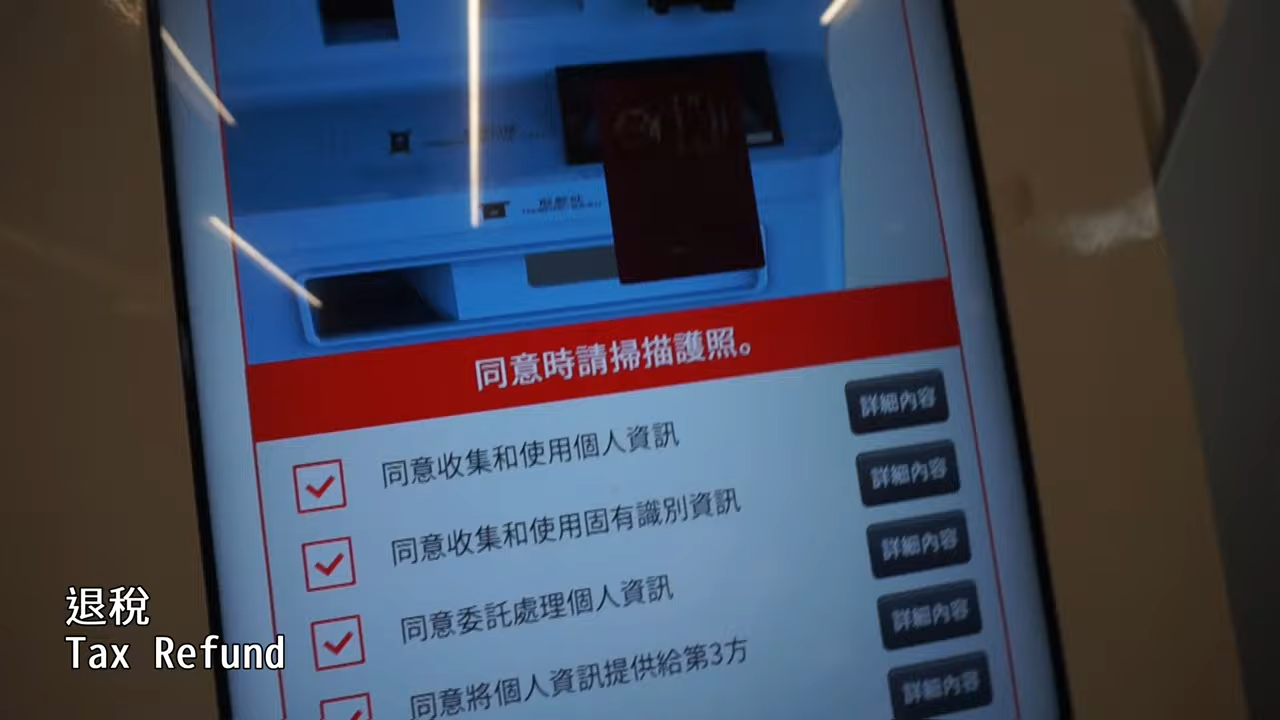 同意時請掃描護照。
同意收集和使用個人資訊
詳細內容
同意收集和使用固有識別資訊
詳細內容
同意委託處理個人資訊
詳細內容
同意將個人資訊提供給第3方
詳細內容
詳細內容
退稅
Tax Refund